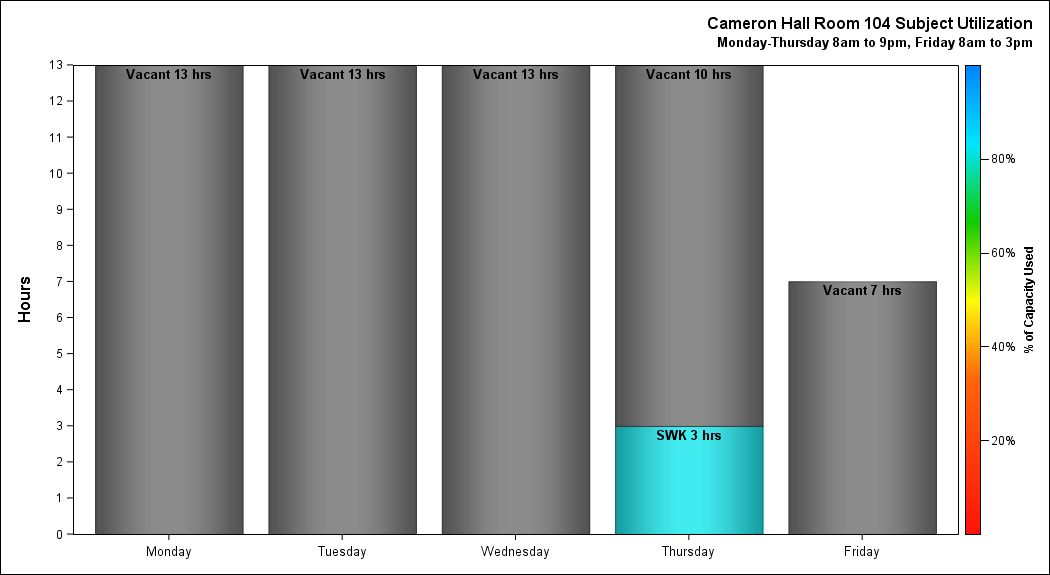 Cameron Hall Room 104 Subject Utilization
Monday-Thursday 8am to 9pm, Friday 8am to 3pm
13
12
11
10
9
8
7
6
5
4
3
2
1
0
Hours
Vacant 13 hrs
Vacant 13 hrs
Vacant 13 hrs
Vacant 10 hrs
SWK 3 hrs
Vacant 7 hrs
Monday
Tuesday
Wednesday
Thursday
Friday
80%
60%
40%
20%
% of Capacity Used